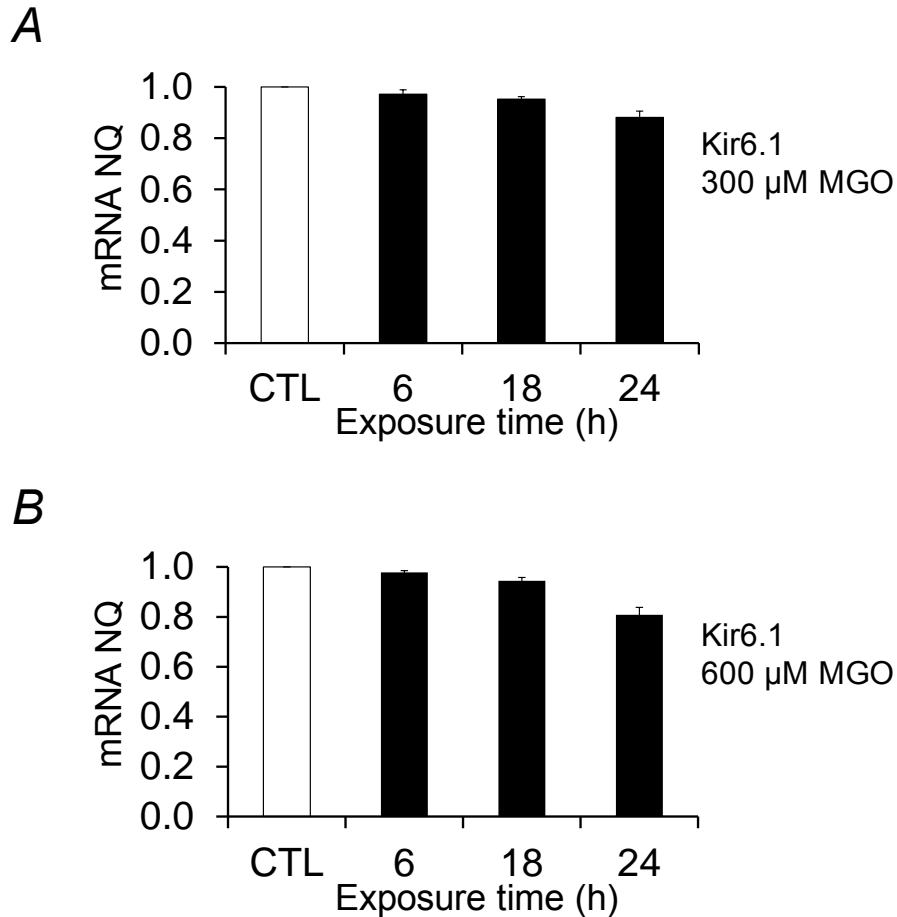 A
mRNA NQ
1.0
0.8
0.6
0.4
0.2
0.0
CTL 6 18 24
Exposure time (h)
Kir6.1
300 µM MGO
B
mRNA NQ
1.0
0.8
0.6
0.4
0.2
0.0
CTL 6 18 24
Exposure time (h)
Kir6.1
600 µM MGO